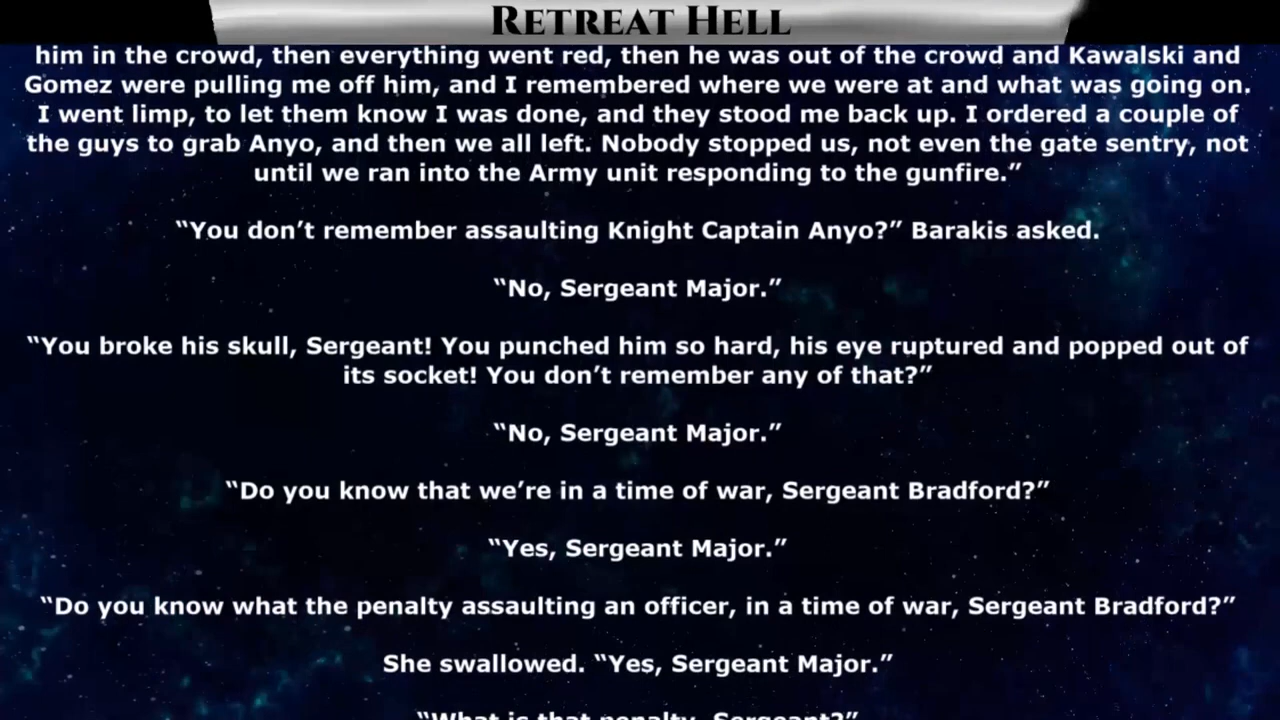 RETREAT HELL
him in the crowd, then everything went red, then he was out of the crowd and Kawalski and
Gomez were pulling me off him, and I remembered where we were at and what was going on.
I went limp, to let them know I was done, and they stood me back up. I ordered a couple of
the guys to grab Anyo, and then we all left. Nobody stopped us, not even the gate sentry, not
until we ran into the Army unit responding to the gunfire.”
“You don’t remember assaulting Knight Captain Anyo?” Barakis asked.
“No, Sergeant Major.”
“You broke his skull, Sergeant! You punched him so hard, his eye ruptured and popped out of
its socket! You don’t remember any of that?”
“No, Sergeant Major.”
“Do you know that we’re in a time of war, Sergeant Bradford?”
“Yes, Sergeant Major.”
“Do you know what the penalty assaulting an officer, in a time of war, Sergeant Bradford?”
She swallowed. “Yes, Sergeant Major.”
“What is that penalty, Sergeant?”